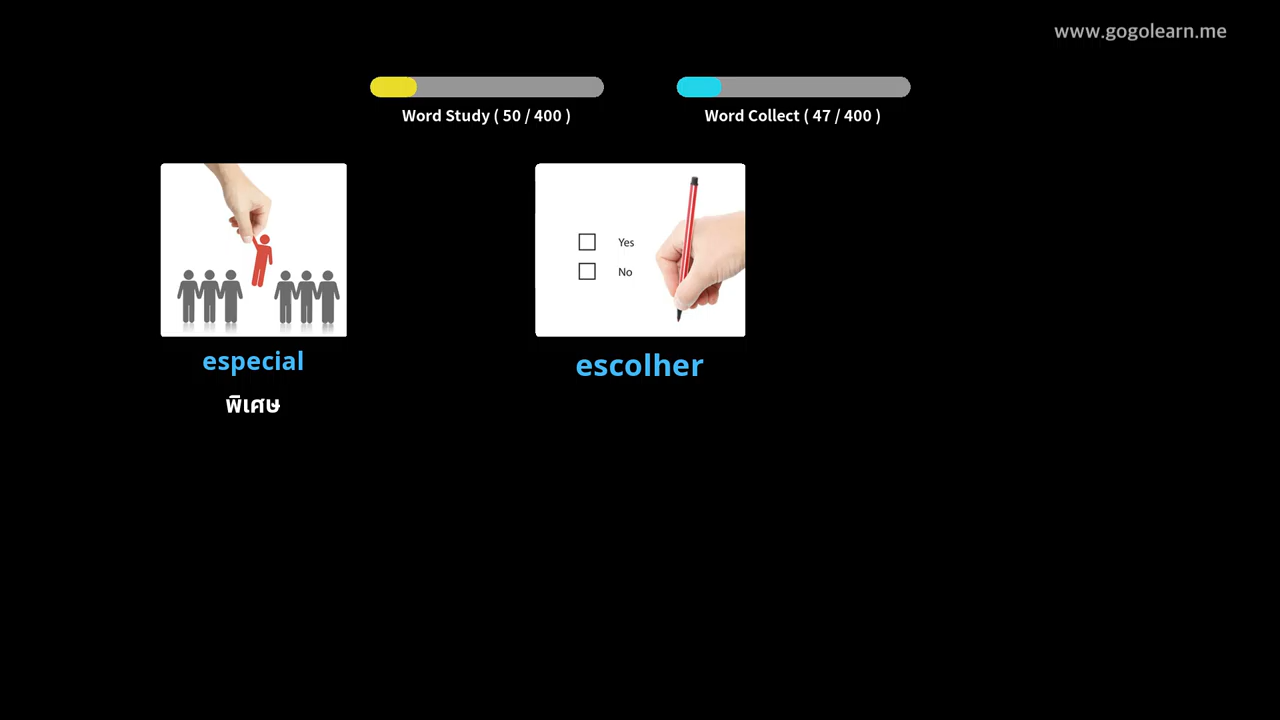 www.gogolearn.me
Word Study ( 50 / 400 )
Word Collect ( 47 / 400 )
Yes
No
especial
escolher
พิเศษ